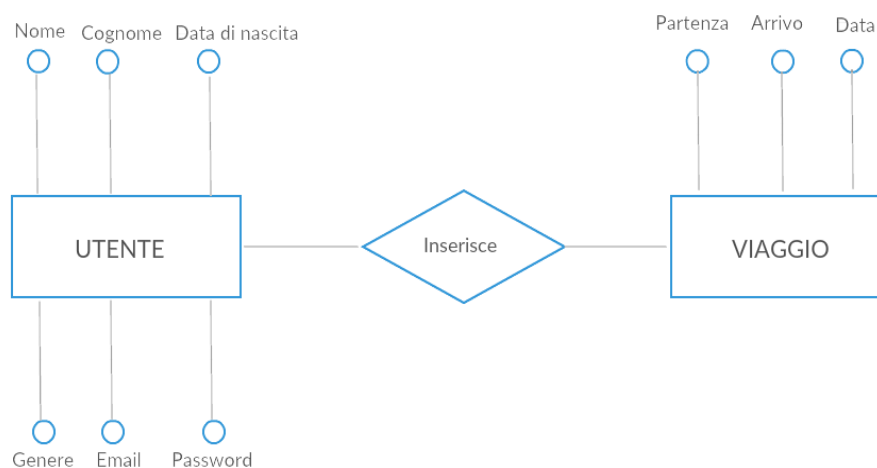 Nome Cognome Data di nascita
Partenza Arrivo Data
UTENTE
Inserisce
VIAGGIO
Genere Email Password